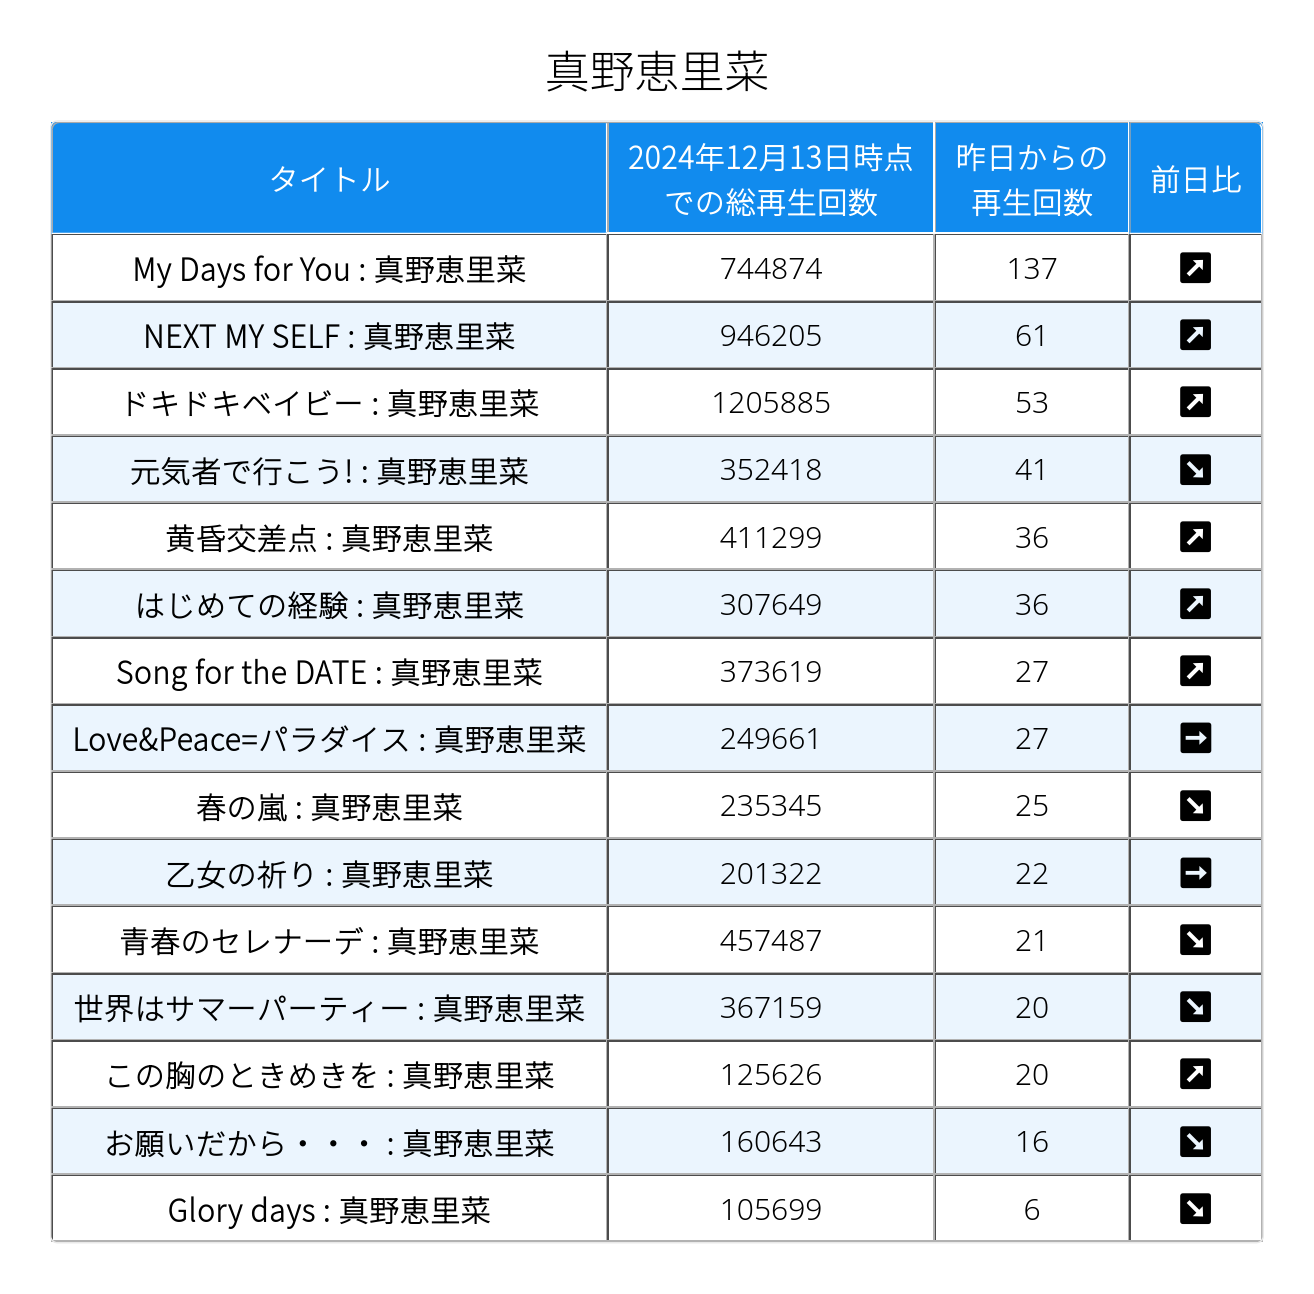 真野恵里菜
タイトル 2024年12月13日時点での総再生回数 昨日からの再生回数 前日比
My Days for You : 真野恵里菜 744874 137 ↗
NEXT MY SELF : 真野恵里菜 946205 61 ↗
ドキドキベイビー : 真野恵里菜 1205885 53 ↗
元気者で行こう! : 真野恵里菜 352418 41 ↘
黄昏交差点 : 真野恵里菜 411299 36 ↗
はじめての経験 : 真野恵里菜 307649 36 ↗
Song for the DATE : 真野恵里菜 373619 27 ↗
Love&Peace=パラダイス : 真野恵里菜 249661 27 →
春の嵐 : 真野恵里菜 235345 25 ↘
乙女の祈り : 真野恵里菜 201322 22 →
青春のセレナーデ : 真野恵里菜 457487 21 ↘
世界はサマーパーティー : 真野恵里菜 367159 20 ↘
この胸のときめきを : 真野恵里菜 125626 20 ↗
お願いだから・・・ : 真野恵里菜 160643 16 ↘
Glory days : 真野恵里菜 105699 6 ↘